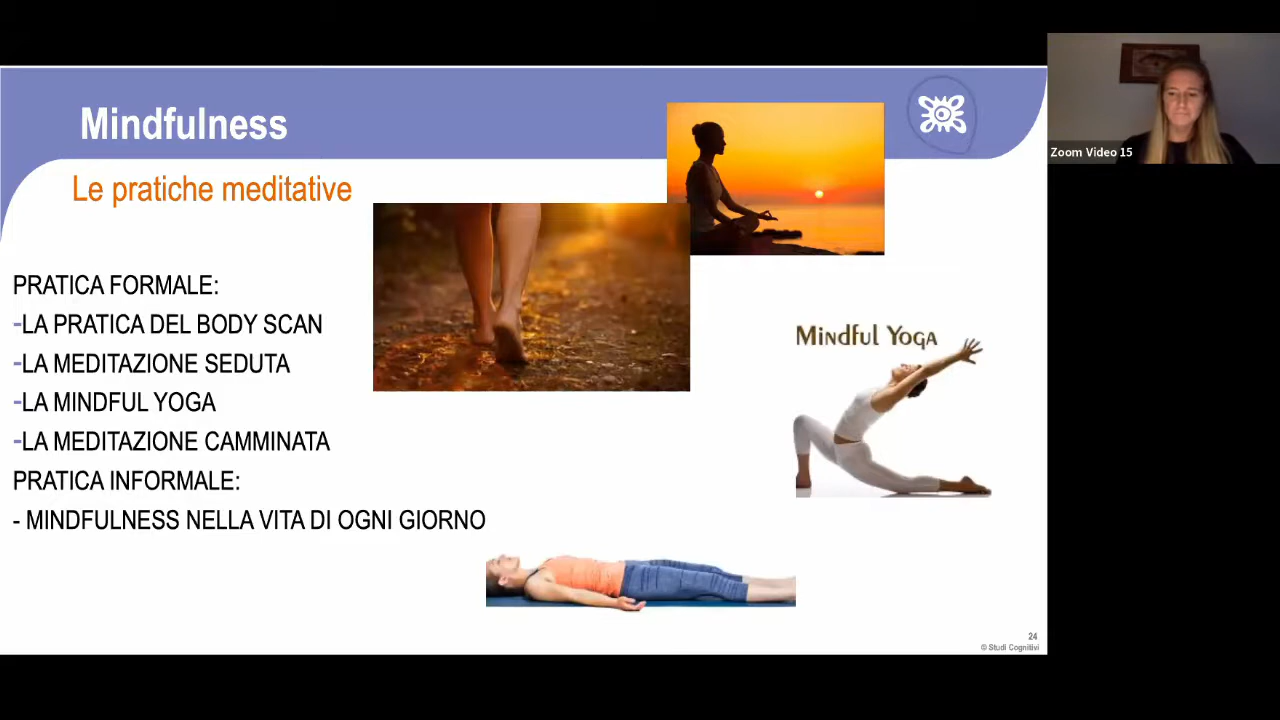 Mindfulness
Le pratiche meditative
PRATICA FORMALE:
-LA PRATICA DEL BODY SCAN
-LA MEDITAZIONE SEDUTA
-LA MINDFUL YOGA
-LA MEDITAZIONE CAMMINATA
PRATICA INFORMALE:
- MINDFULNESS NELLA VITA DI OGNI GIORNO
Mindful Yoga
24
© Studi Cognitivi
Zoom Video 15